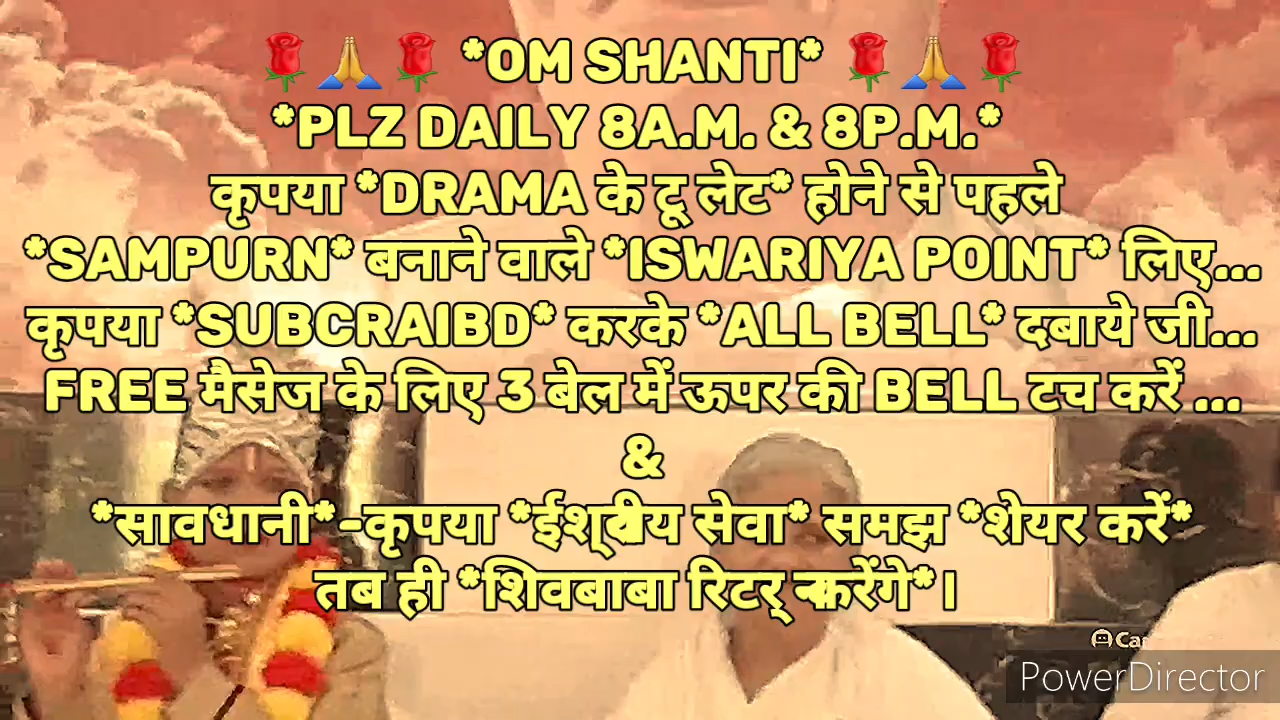 🌹🙏🌹 *OM SHANTI* 🌹🙏🌹
*PLZ DAILY 8A.M. & 8P.M.*
कृपया *DRAMA के टू लेट* होने से पहले
*SAMPURN* बनाने वाले *ISWARIYA POINT* लिए...
कृपया *SUBCRAIBD* करके *ALL BELL* दबाये जी...
FREE मैसेज के लिए 3 बेल में ऊपर की BELL टच करें ...
&
*सावधानी*-कृपया *ईश्वरीय सेवा* समझ *शेयर करें*
तब ही *शिवबाबा रिटर्न करेंगे*।
PowerDirector